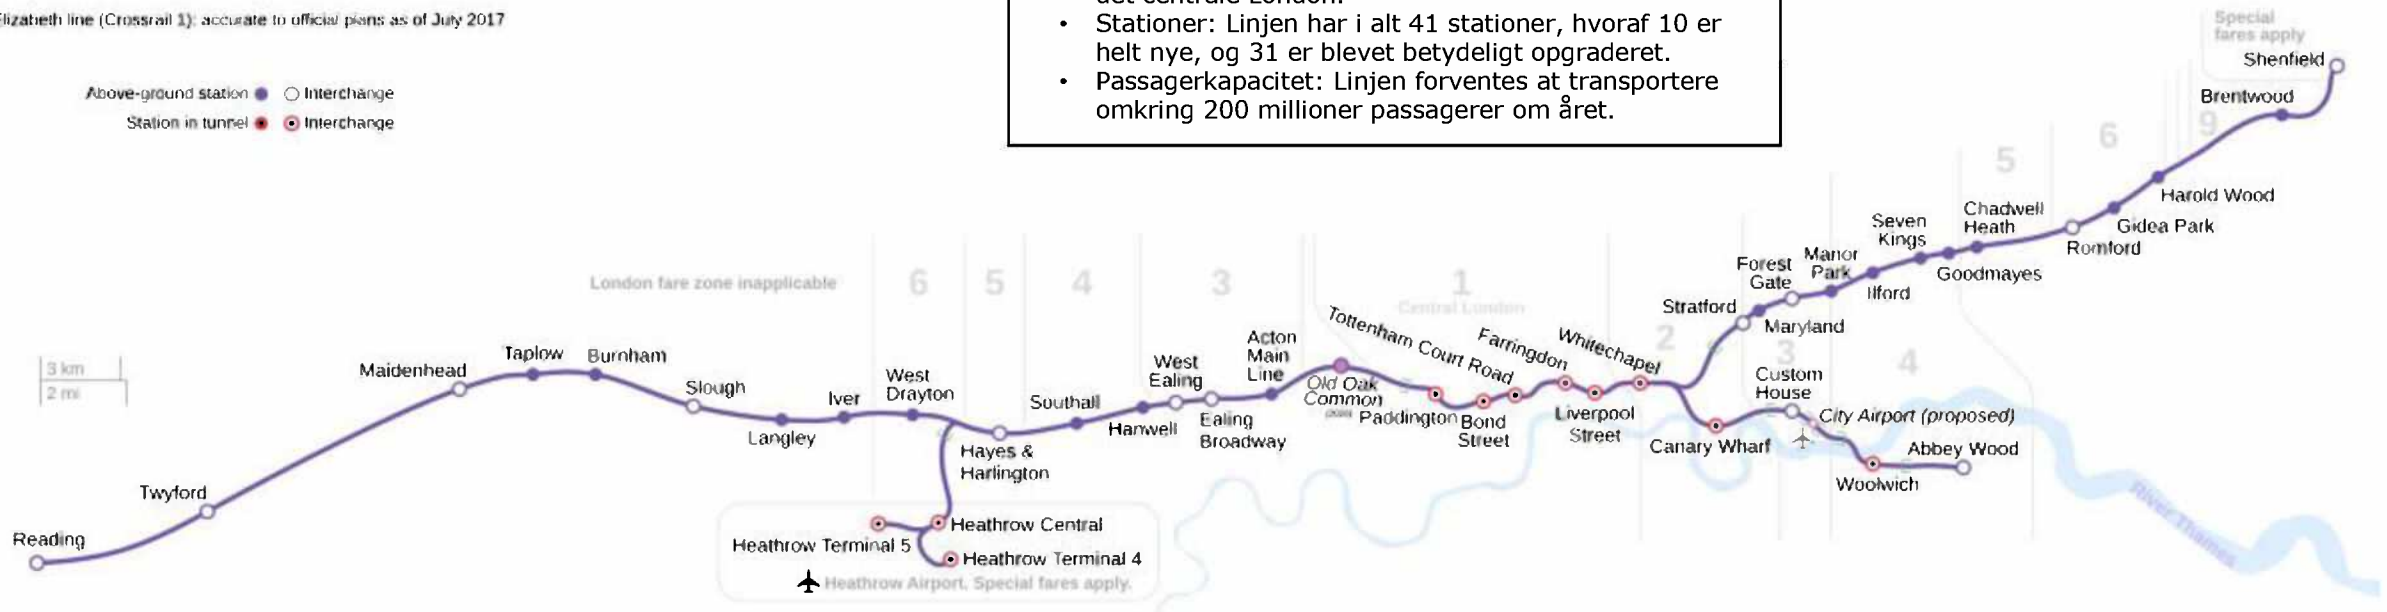 Elizabeth line (Crossrail 1): accurate to official plans as of July 2017
Above-ground station
Interchange
Station in tunnel
Interchange
det centrale London.
• Stationer: Linjen har i alt 41 stationer, hvoraf 10 er
helt nye, og 31 er blevet betydeligt opgraderet.
• Passagerkapacitet: Linjen forventes at transportere
omkring 200 millioner passagerer om året.
Special
fares apply
Shenfield
Brentwood
9
6
5
Harold Wood
Gidea Park
Romford
Chadwell
Heath
Goodmayes
Seven
Kings
Ilford
Manor
Park
Forest
Gate
Maryland
Stratford
London fare zone inapplicable
6
5
4
3
1
Central London
2
3
4
3 km
2 mi
Reading
Twyford
Maidenhead
Taplow
Burnham
Slough
Langley
Iver
West
Drayton
Hayes &
Harlington
Southall
Hanwell
West
Ealing
Ealing
Broadway
Acton
Main
Line
Old Oak
Common
Paddington
Bond
Street
Tottenham Court Road
Farringdon
Liverpool
Street
Whitechapel
Canary Wharf
Custom
House
City Airport (proposed)
Woolwich
Abbey Wood
River Thames
Heathrow Central
Heathrow Terminal 5
Heathrow Terminal 4
Heathrow Airport. Special fares apply.